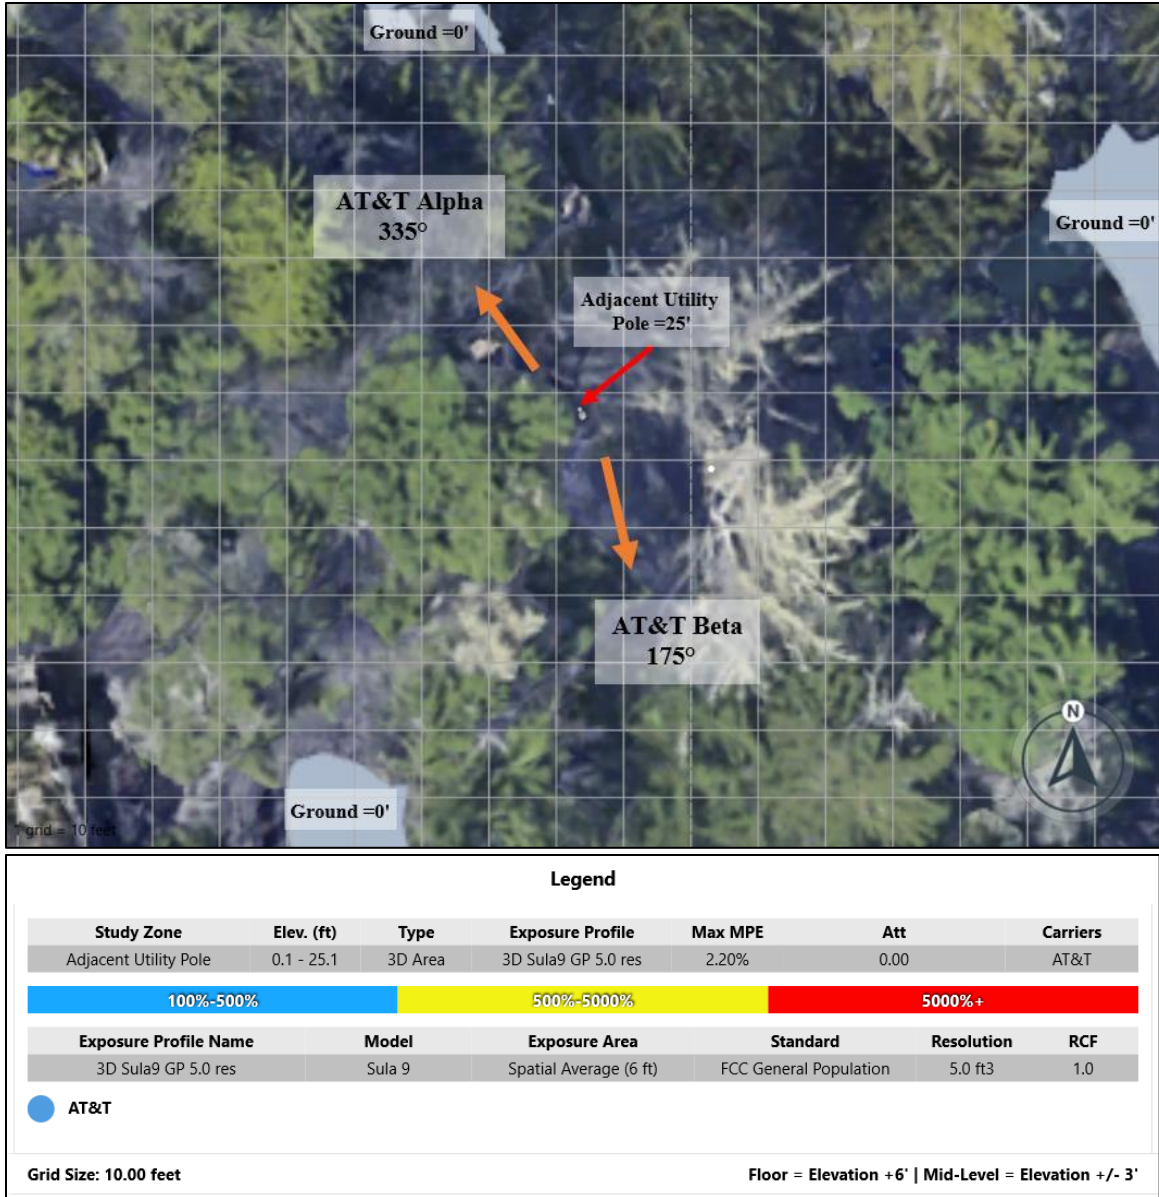 Ground =0'
AT&T Alpha
335°
Ground =0'
Adjacent Utility
Pole =25'
AT&T Beta
175°
N
Ground =0'
1 grid = 10 feet
Legend
Study Zone Elev. (ft) Type Exposure Profile Max MPE Att Carriers
Adjacent Utility Pole 0.1 - 25.1 3D Area 3D Sula9 GP 5.0 res 2.20% 0.00 AT&T
100%-500% 500%-5000% 5000%+
Exposure Profile Name Model Exposure Area Standard Resolution RCF
3D Sula9 GP 5.0 res Sula 9 Spatial Average (6 ft) FCC General Population 5.0 ft3 1.0
AT&T
Grid Size: 10.00 feet Floor = Elevation +6' | Mid-Level = Elevation +/- 3'